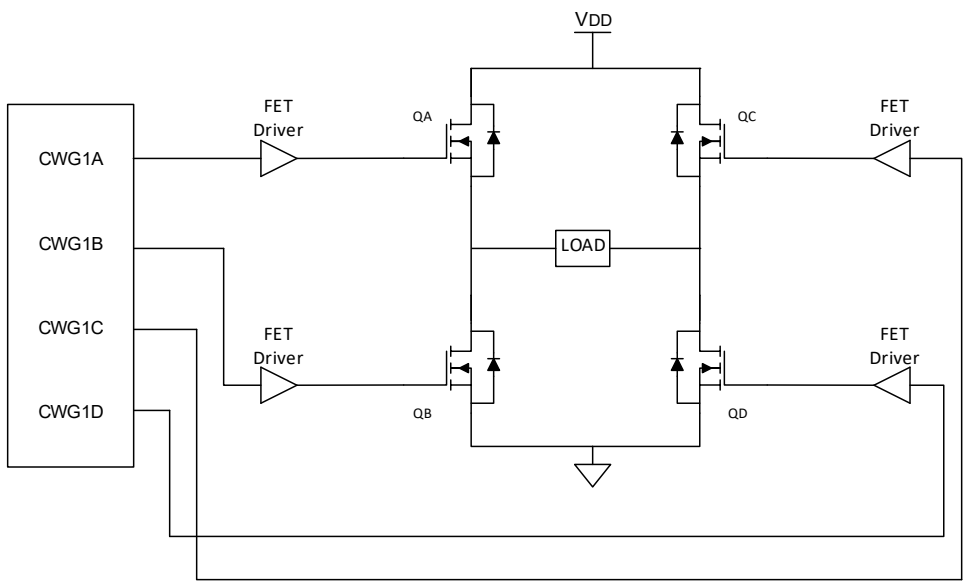 VDD
FET
Driver
QA
QC
FET
Driver
CWG1A
CWG1B
LOAD
CWG1C
FET
Driver
FET
Driver
CWG1D
QB
QD